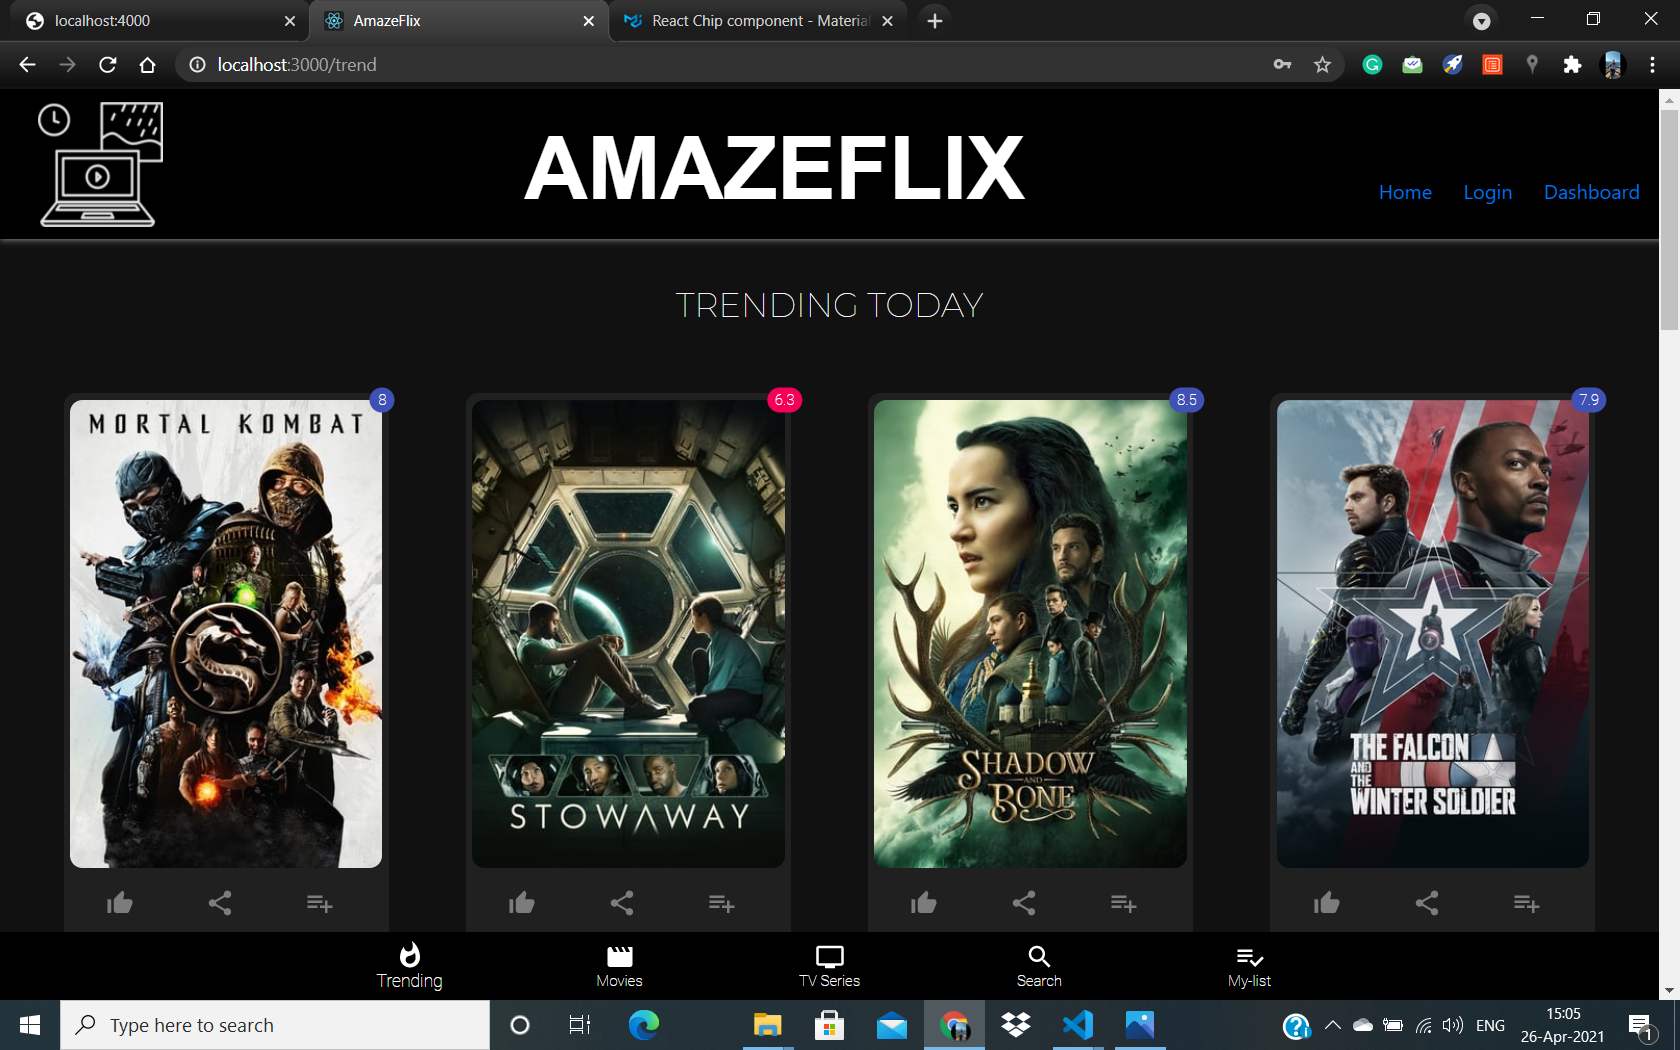 localhost:4000
AmazeFlix
React Chip component - Material
localhost:3000/trend
AMAZEFLIX
Home Login Dashboard
TRENDING TODAY
8
6.3
8.5
7.9
MORTAL KOMBAT
STOWAWAY
SHADOW
AND
BONE
THE FALCON
AND THE
WINTER SOLDIER
Trending
Movies
TV Series
Search
My-list
Type here to search
ENG
15:05
26-Apr-2021
1